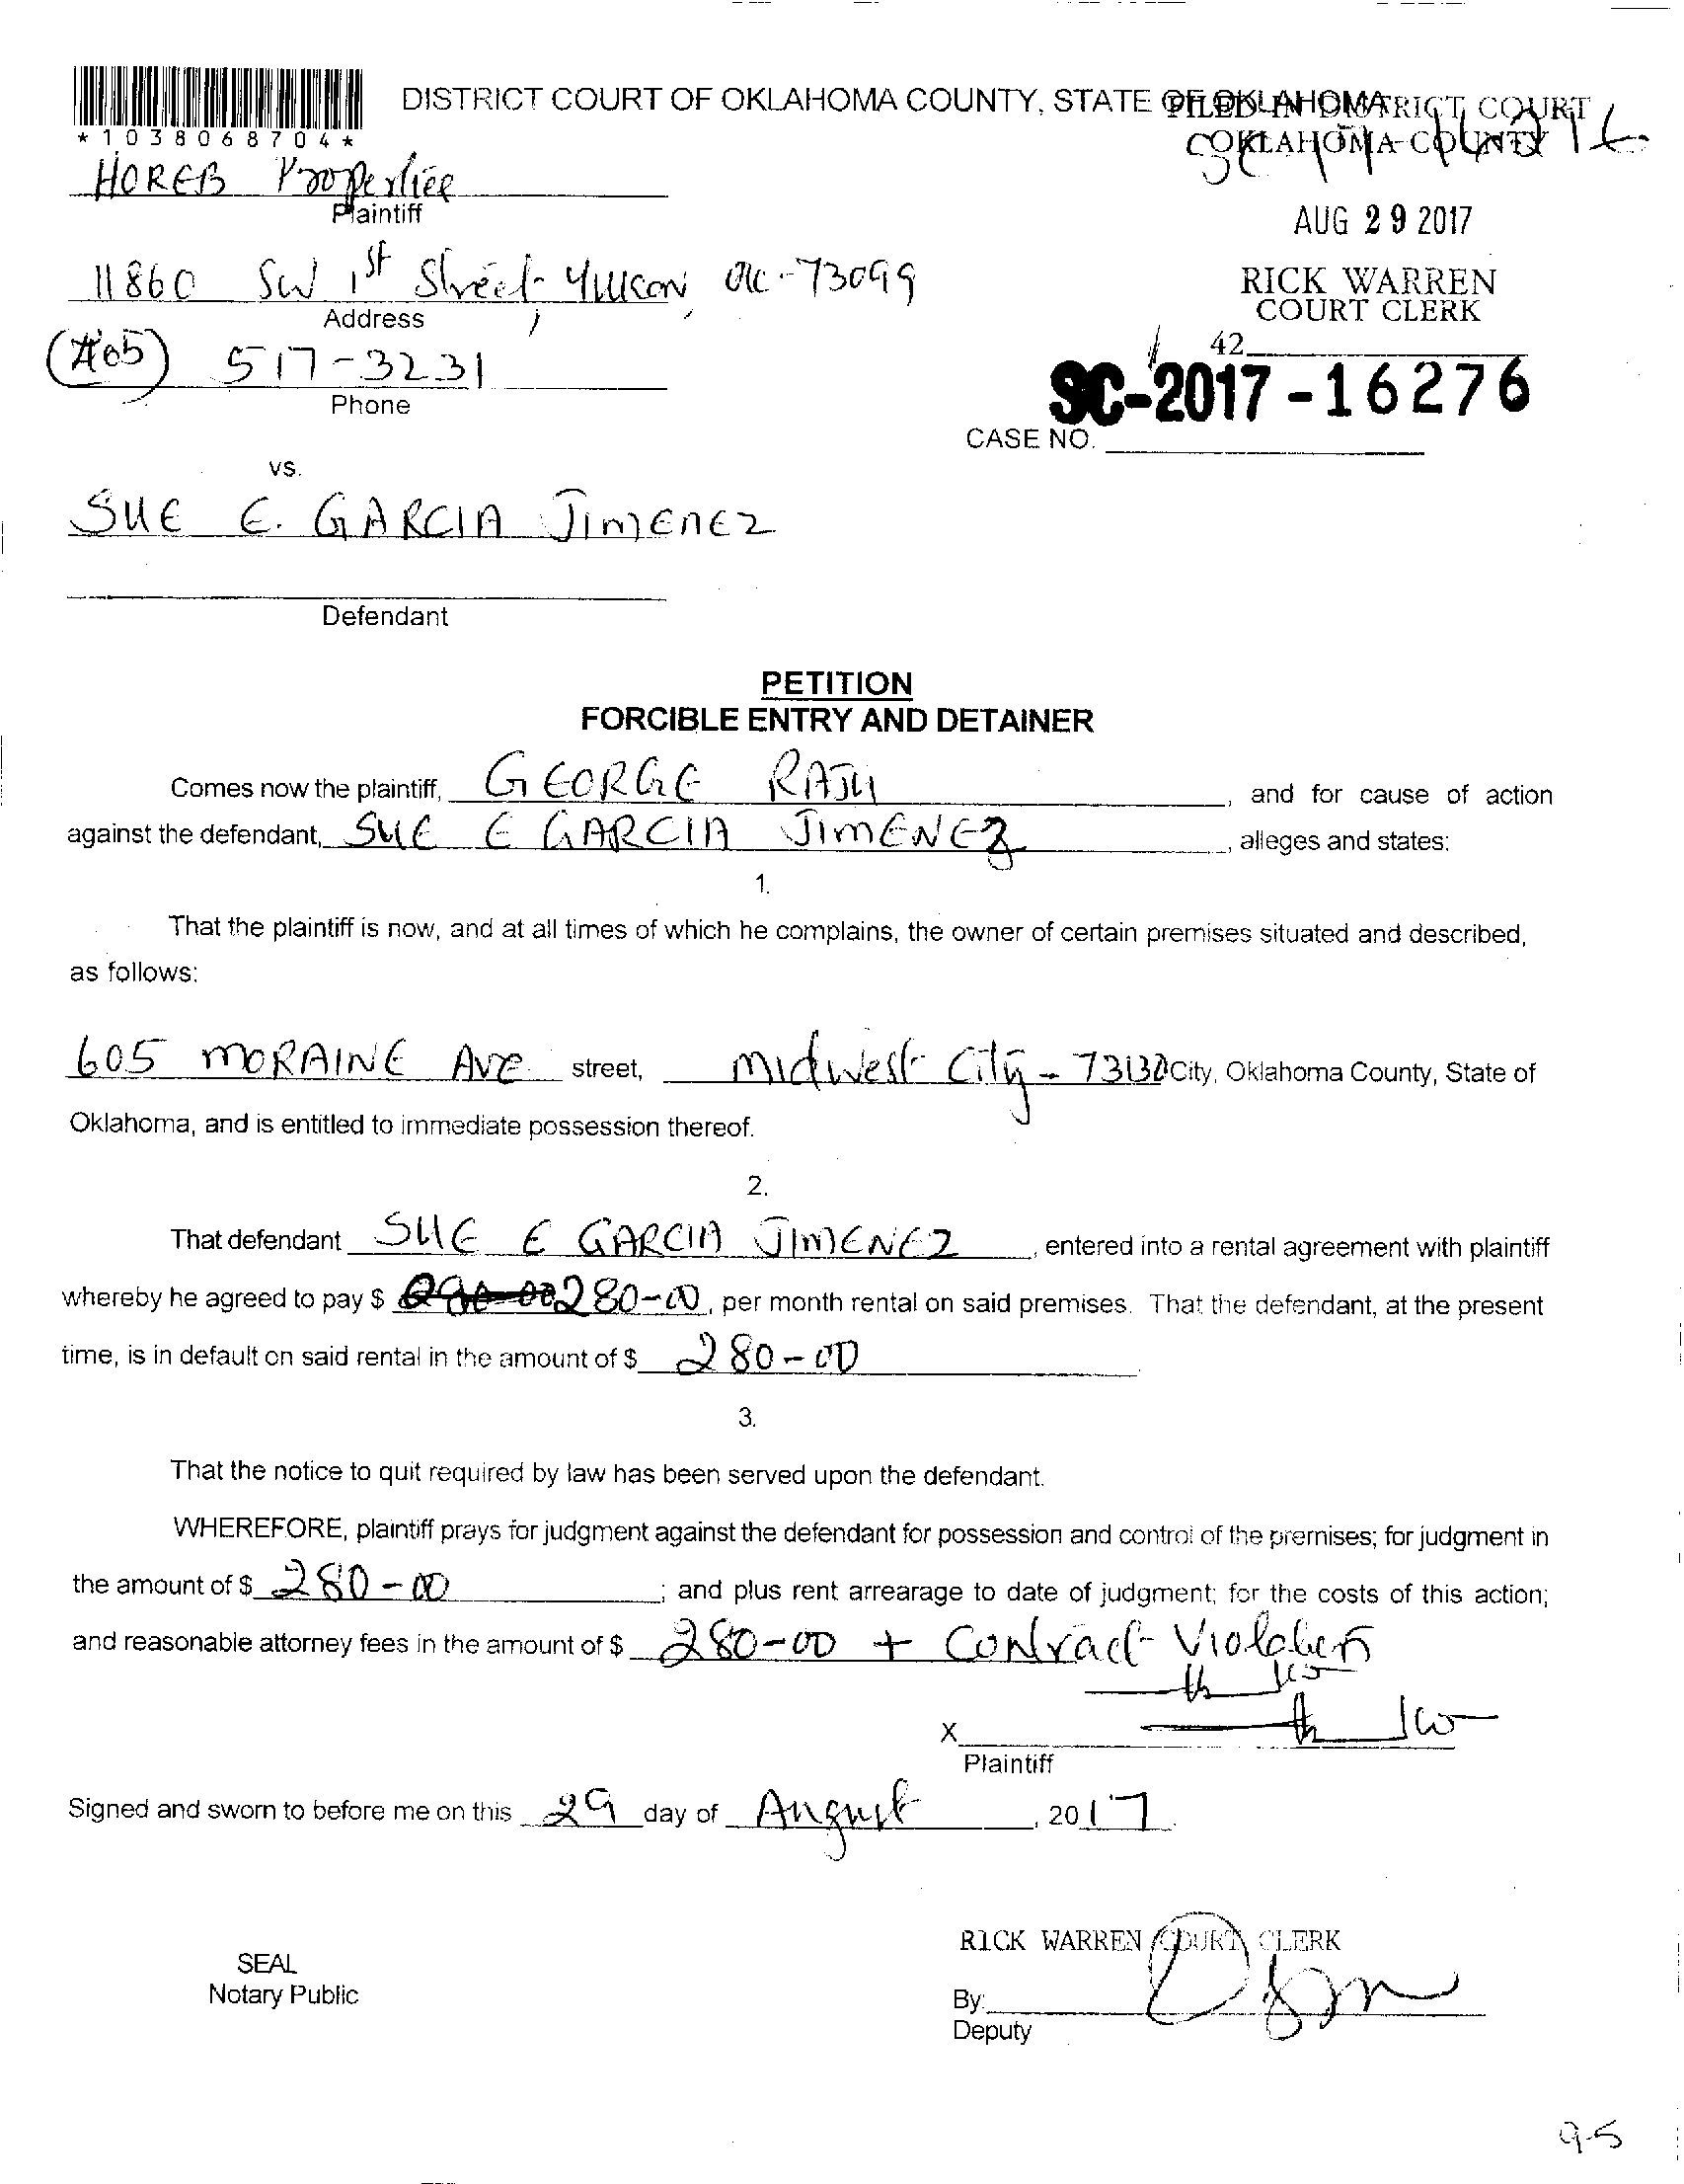 DISTRICT COURT OF OKLAHOMA COUNTY, STATE OF OKLAHOMA
FILED IN DISTRICT COURT
OKLAHOMA COUNTY
*1038068704*
HOREB Properties
Plaintiff
AUG 29 2017
11860 SW 1st Street Yukon, OK-73099
Address
RICK WARREN
COURT CLERK
(405) 517-3231
Phone
42
SC-2017-16276
CASE NO.
vs.
SUE E. GARCIA JIMENEZ
Defendant
PETITION
FORCIBLE ENTRY AND DETAINER
Comes now the plaintiff, GEORGE RAJU, and for cause of action
against the defendant, SUE E GARCIA JIMENEZ, alleges and states:
1.
That the plaintiff is now, and at all times of which he complains, the owner of certain premises situated and described,
as follows:
605 MORAINE AVE street, Midwest City - 73130 City, Oklahoma County, State of
Oklahoma, and is entitled to immediate possession thereof.
2.
That defendant SUE E GARCIA JIMENEZ, entered into a rental agreement with plaintiff
whereby he agreed to pay $ 280-00, per month rental on said premises. That the defendant, at the present
time, is in default on said rental in the amount of $ 280-00
3.
That the notice to quit required by law has been served upon the defendant.
WHEREFORE, plaintiff prays for judgment against the defendant for possession and control of the premises; for judgment in
the amount of $ 280-00; and plus rent arrearage to date of judgment; for the costs of this action;
and reasonable attorney fees in the amount of $ 280-00 + Contract Violation
X
Plaintiff
Signed and sworn to before me on this 29 day of August, 2017.
RICK WARREN COURT CLERK
SEAL
Notary Public
By:
Deputy
9-5